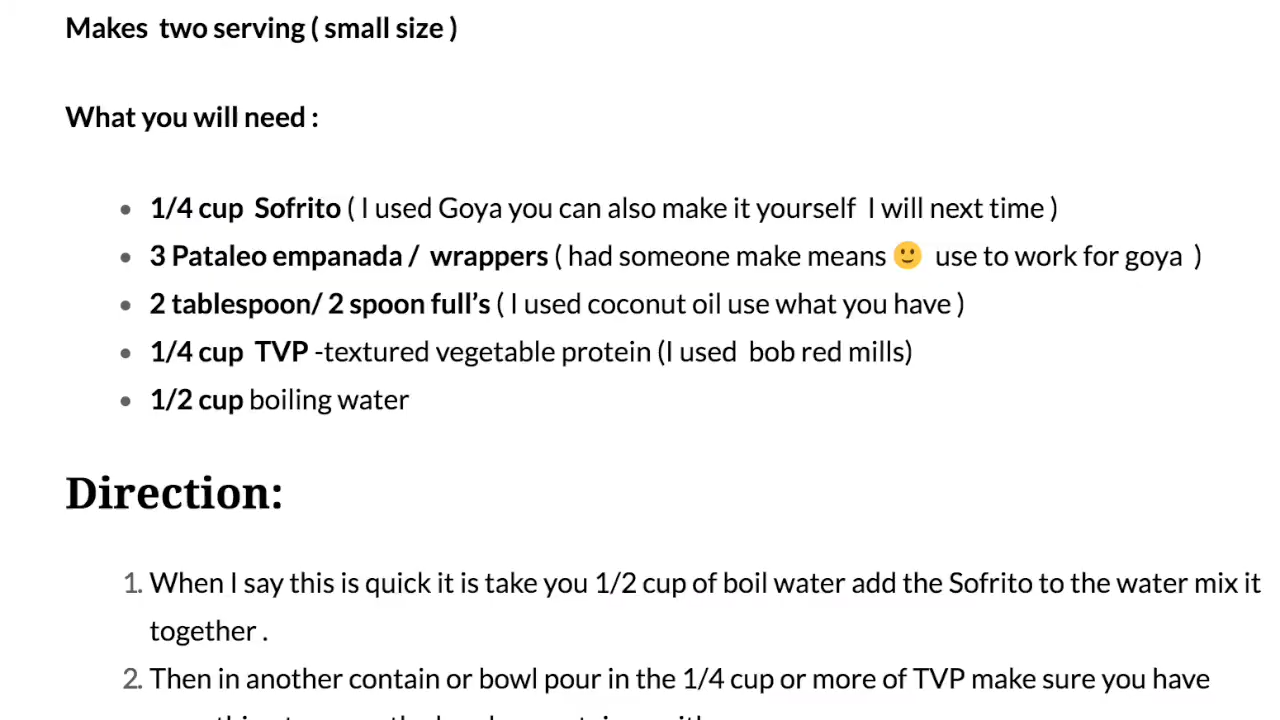 Makes two serving ( small size )
What you will need :
1/4 cup Sofrito ( I used Goya you can also make it yourself I will next time )
3 Pataleo empanada / wrappers ( had someone make means 🙂 use to work for goya )
2 tablespoon/ 2 spoon full’s ( I used coconut oil use what you have )
1/4 cup TVP -textured vegetable protein (I used bob red mills)
1/2 cup boiling water
Direction:
1. When I say this is quick it is take you 1/2 cup of boil water add the Sofrito to the water mix it
together .
2. Then in another contain or bowl pour in the 1/4 cup or more of TVP make sure you have